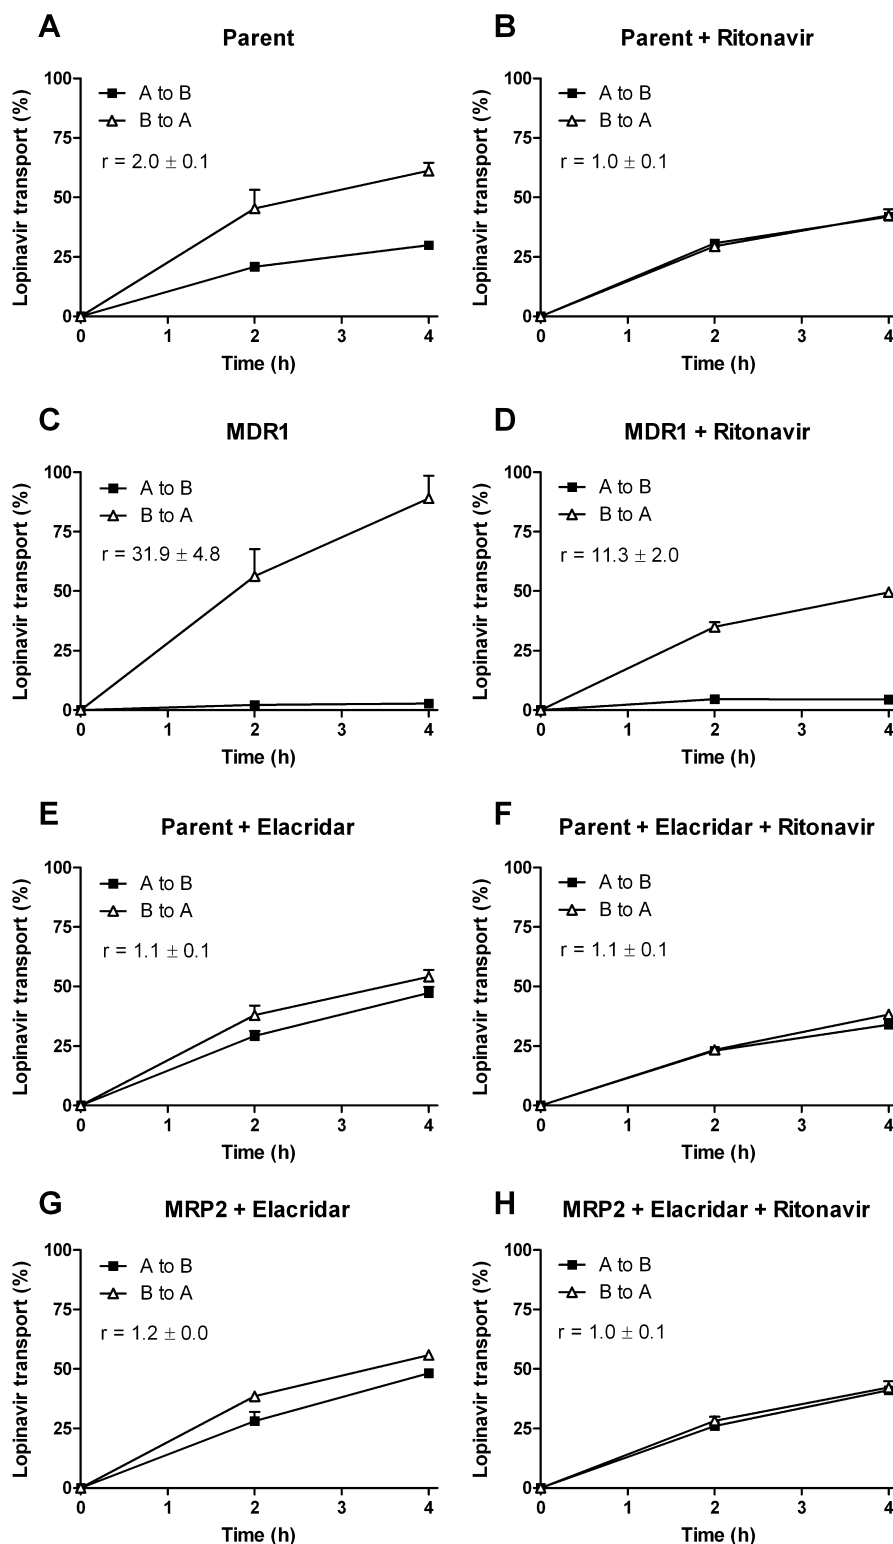 A
Parent
Lopinavir transport (%)
100
75
50
25
0
A to B
B to A
r = 2.0 ± 0.1
0 1 2 3 4
Time (h)
B
Parent + Ritonavir
Lopinavir transport (%)
100
75
50
25
0
A to B
B to A
r = 1.0 ± 0.1
0 1 2 3 4
Time (h)
C
MDR1
Lopinavir transport (%)
100
75
50
25
0
A to B
B to A
r = 31.9 ± 4.8
0 1 2 3 4
Time (h)
D
MDR1 + Ritonavir
Lopinavir transport (%)
100
75
50
25
0
A to B
B to A
r = 11.3 ± 2.0
0 1 2 3 4
Time (h)
E
Parent + Elacridar
Lopinavir transport (%)
100
75
50
25
0
A to B
B to A
r = 1.1 ± 0.1
0 1 2 3 4
Time (h)
F
Parent + Elacridar + Ritonavir
Lopinavir transport (%)
100
75
50
25
0
A to B
B to A
r = 1.1 ± 0.1
0 1 2 3 4
Time (h)
G
MRP2 + Elacridar
Lopinavir transport (%)
100
75
50
25
0
A to B
B to A
r = 1.2 ± 0.0
0 1 2 3 4
Time (h)
H
MRP2 + Elacridar + Ritonavir
Lopinavir transport (%)
100
75
50
25
0
A to B
B to A
r = 1.0 ± 0.1
0 1 2 3 4
Time (h)